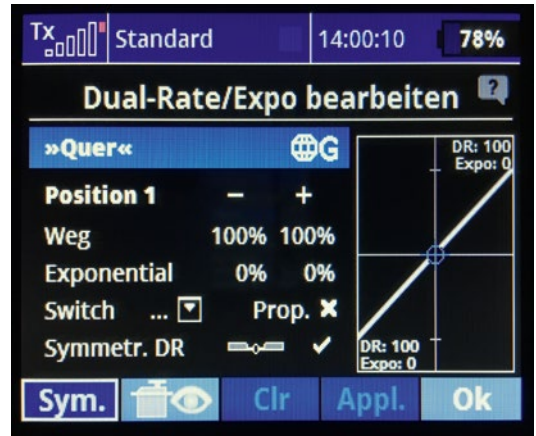 Tx Standard 14:00:10 78%
Dual-Rate/Expo bearbeiten ?
»Quer« G
DR: 100
Expo: 0
Position 1 – +
Weg 100% 100%
Exponential 0% 0%
Switch ... Prop.
Symmetr. DR
DR: 100
Expo: 0
Sym. Clr Appl. Ok